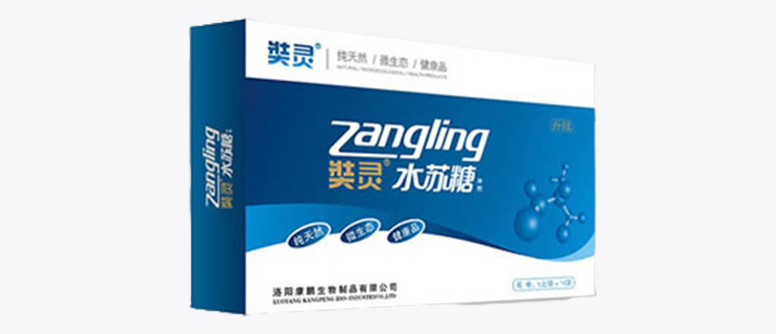 奘灵® 纯天然 / 微生态 / 健康品
NATURAL / MICROECOLOGICAL / HEALTH PRODUCTS
Zangling
奘灵® 水苏糖
纯天然 微生态 健康品
洛阳康鹏生物制品有限公司
LUOYANG KANGPENG BIO-INDUSTRI CO.,LTD
Zangling
奘灵® 水苏糖